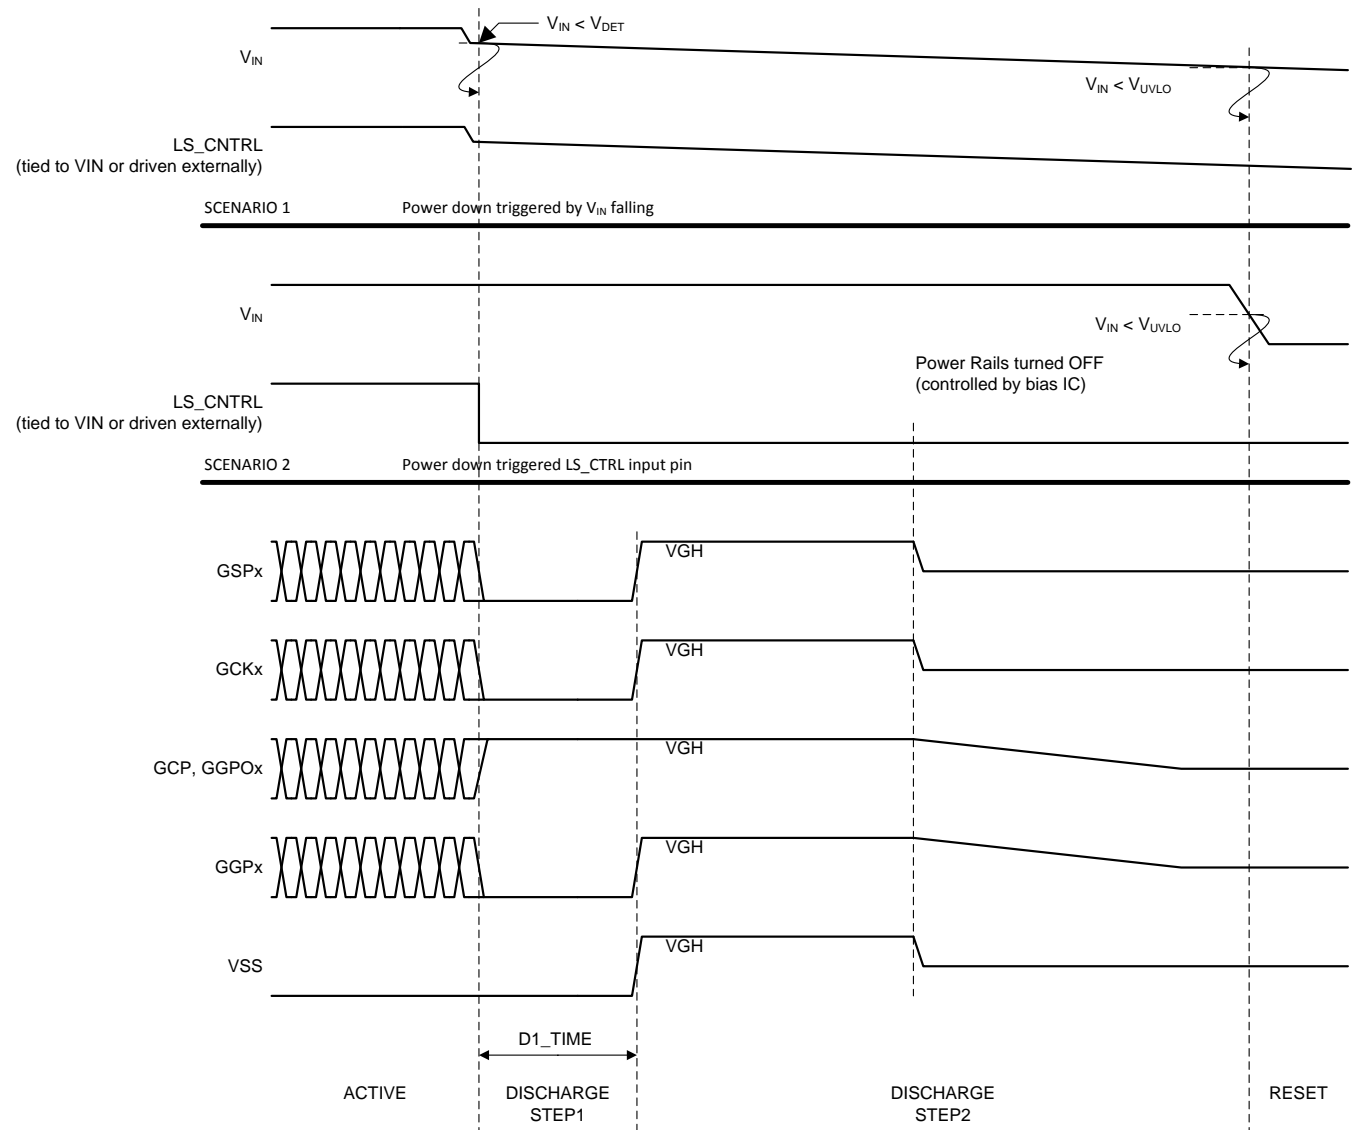 V_IN < V_DET
V_IN
V_IN < V_UVLO
LS_CNTRL
(tied to VIN or driven externally)
SCENARIO 1 Power down triggered by V_IN falling
V_IN
V_IN < V_UVLO
Power Rails turned OFF
(controlled by bias IC)
LS_CNTRL
(tied to VIN or driven externally)
SCENARIO 2 Power down triggered LS_CTRL input pin
VGH
GSPx
VGH
GCKx
VGH
GCP, GGPOx
VGH
GGPx
VGH
VSS
D1_TIME
ACTIVE
DISCHARGE
STEP1
DISCHARGE
STEP2
RESET